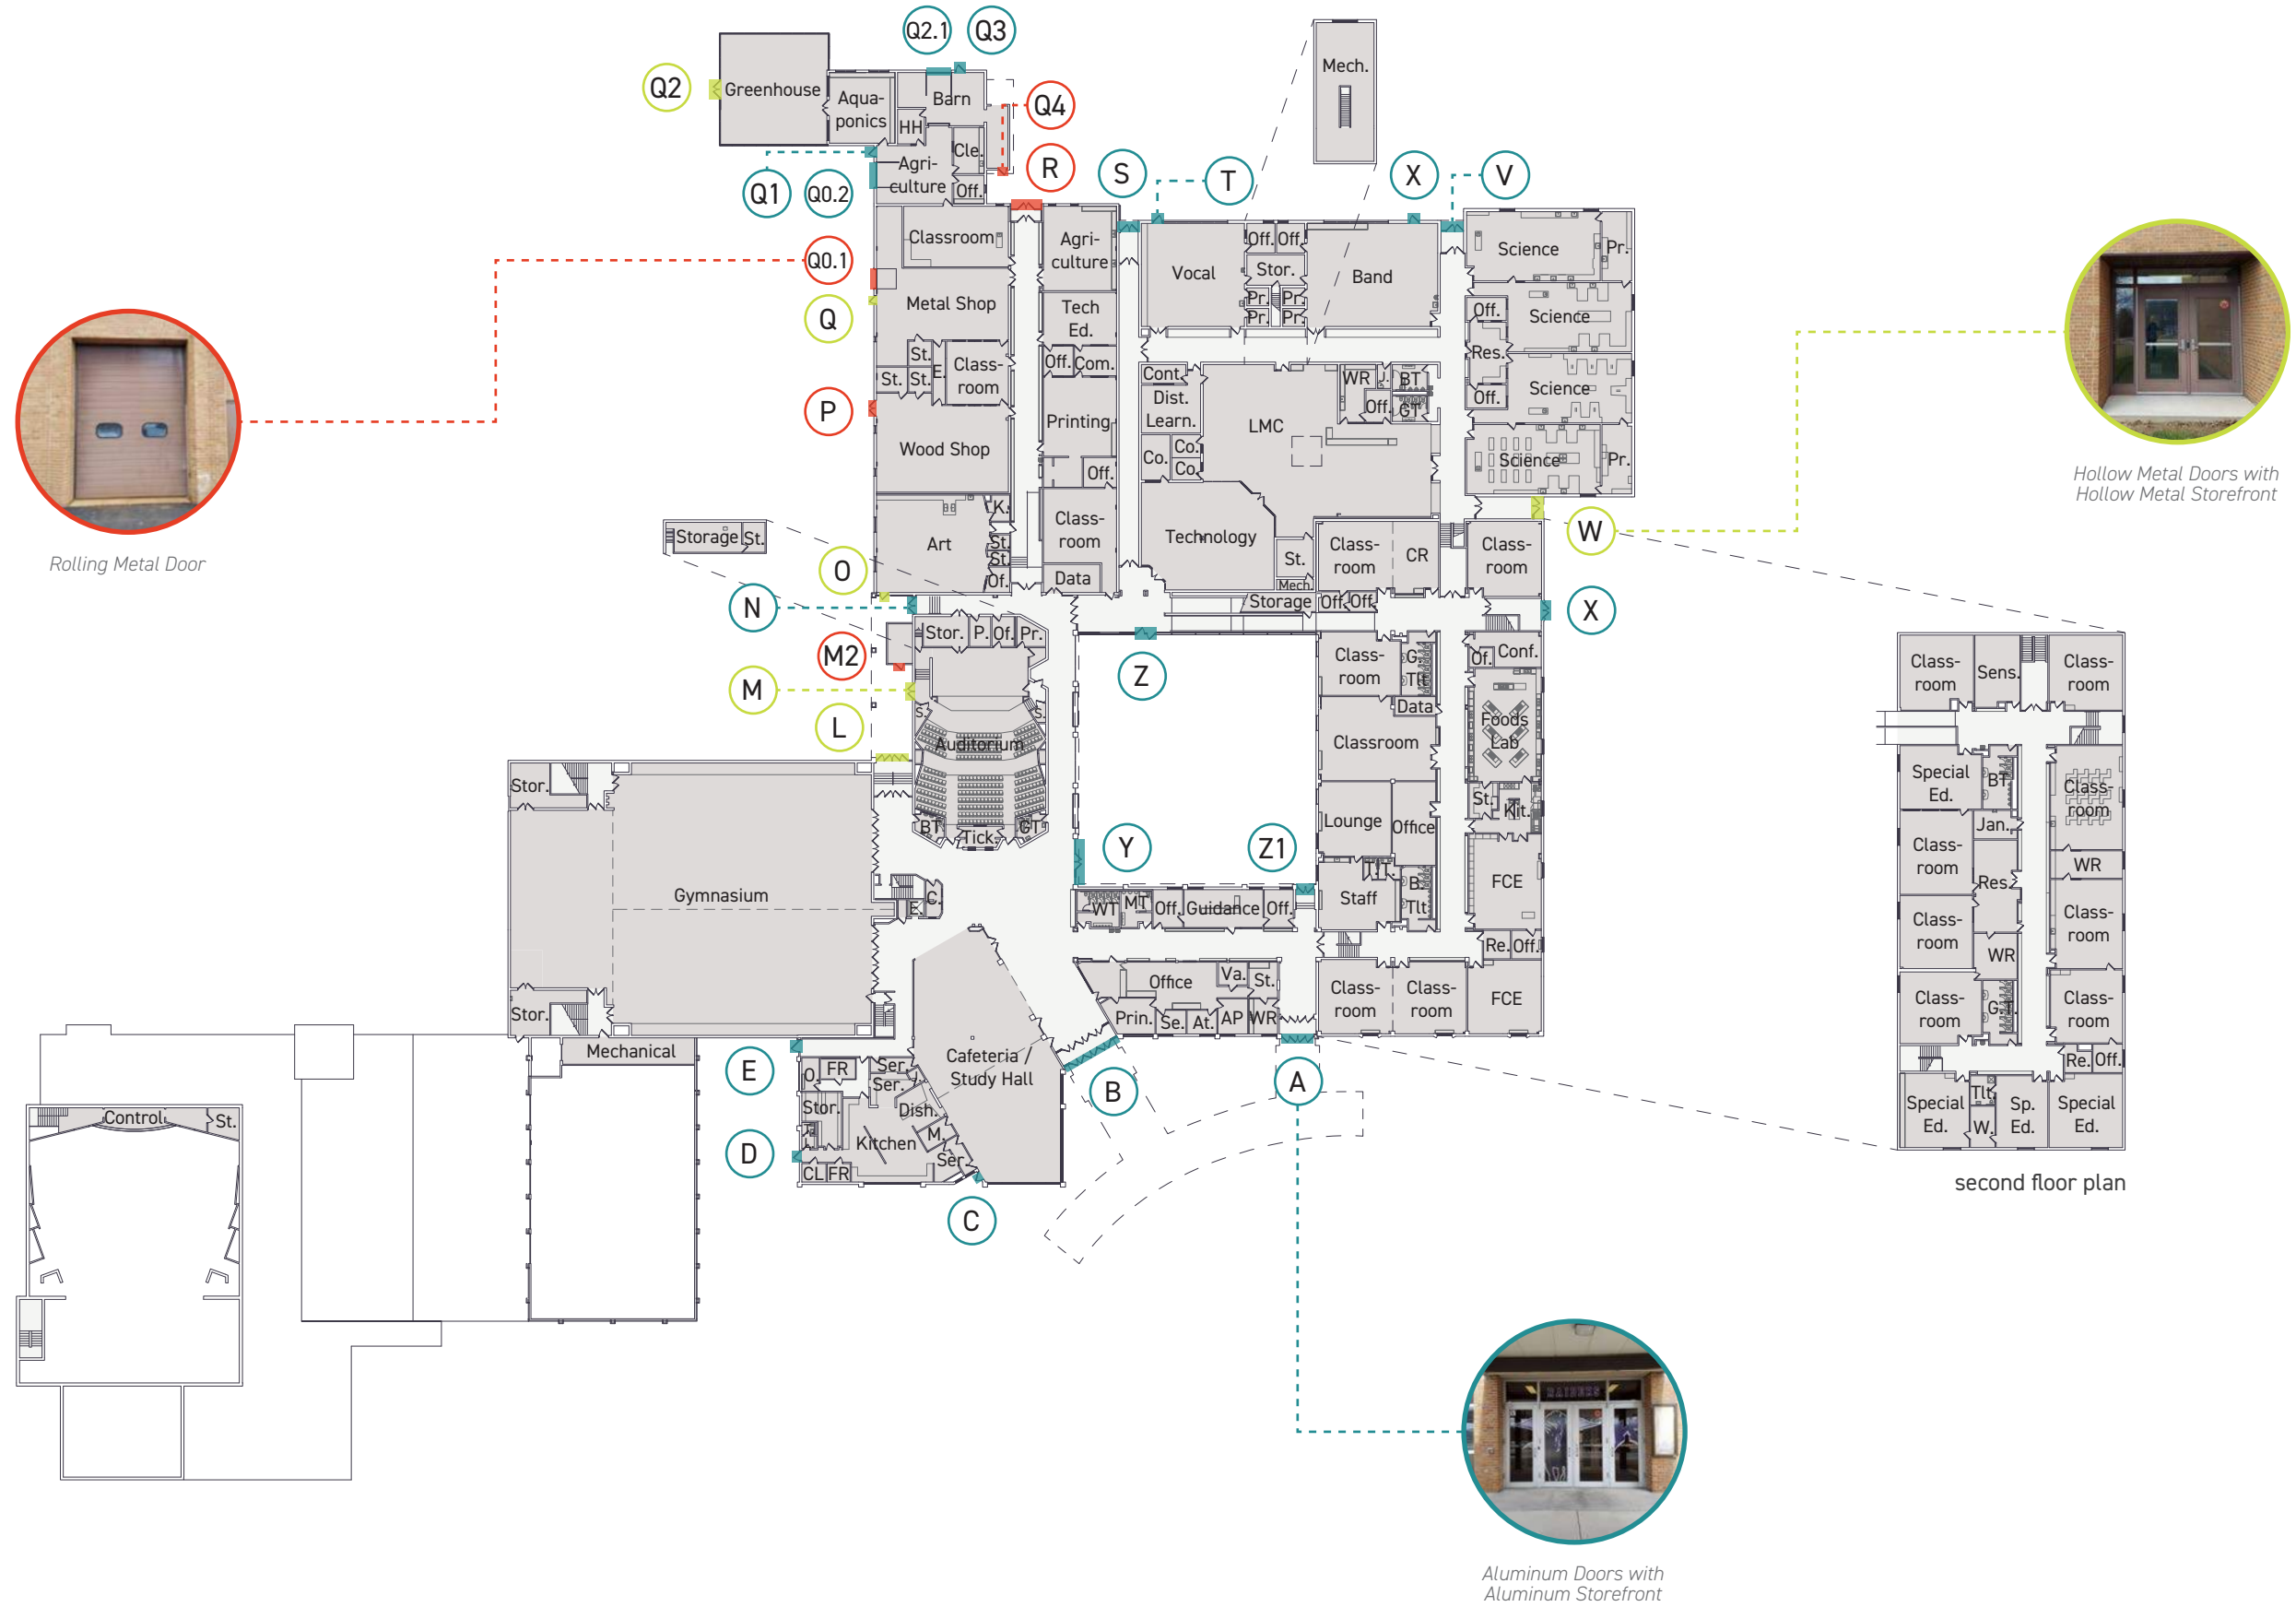 Q2.1
Q3
Q2
Greenhouse
Aqua-
ponics
Barn
HH
Q4
Cle.
Agri-
culture
Off.
R
Q1
Q0.2
S
T
X
V
Mech.
Q0.1
Classroom
Agri-
culture
Metal Shop
Q
Tech
Ed.
St.
E.
Class-
room
Off.
Com.
St.
St.
P
Wood Shop
Printing
Off.
Art
K.
St.
St.
Of.
Class-
room
Data
Vocal
Off.
Off.
Stor.
Pr.
Pr.
Pr.
Pr.
Band
Science
Pr.
Off.
Science
Res.
Science
Off.
Science
Pr.
Cont.
Dist.
Learn.
Co.
Co.
Co.
LMC
WR
J.
BT
Off.
GT
Technology
St.
Mech.
Class-
room
CR
Class-
room
W
X
Storage
Off.
Off.
Rolling Metal Door
Hollow Metal Doors with
Hollow Metal Storefront
Storage
St.
O
N
M2
M
L
Stor.
P.
Of.
Pr.
S.
S.
Auditorium
BT
Tick.
GT
Z
Y
Z1
Class-
room
G.
Tlt.
Data
Classroom
Lounge
Office
T.
T.
Staff
B.
Tlt.
Of.
Conf.
Foods
Lab
St.
Kit.
FCE
Re.
Off.
FCE
Class-
room
Class-
room
WT
MT
Off.
Guidance
Off.
Office
Va.
St.
Prin.
Se.
At.
AP
WR
Stor.
Gymnasium
Stor.
E.
C.
Mechanical
E
D
C
B
A
O.
FR
Ser.
Ser.
J.
Stor.
Dish.
Kitchen
M.
Ser.
CL
FR
Cafeteria /
Study Hall
Control
St.
Class-
room
Sens.
Class-
room
Special
Ed.
BT
Jan.
Class-
room
Class-
room
Res.
WR
Class-
room
WR
Class-
room
Class-
room
G.T.
Class-
room
Re.
Off.
Special
Ed.
Tlt.
W.
Sp.
Ed.
Special
Ed.
second floor plan
RAIDERS
Aluminum Doors with
Aluminum Storefront